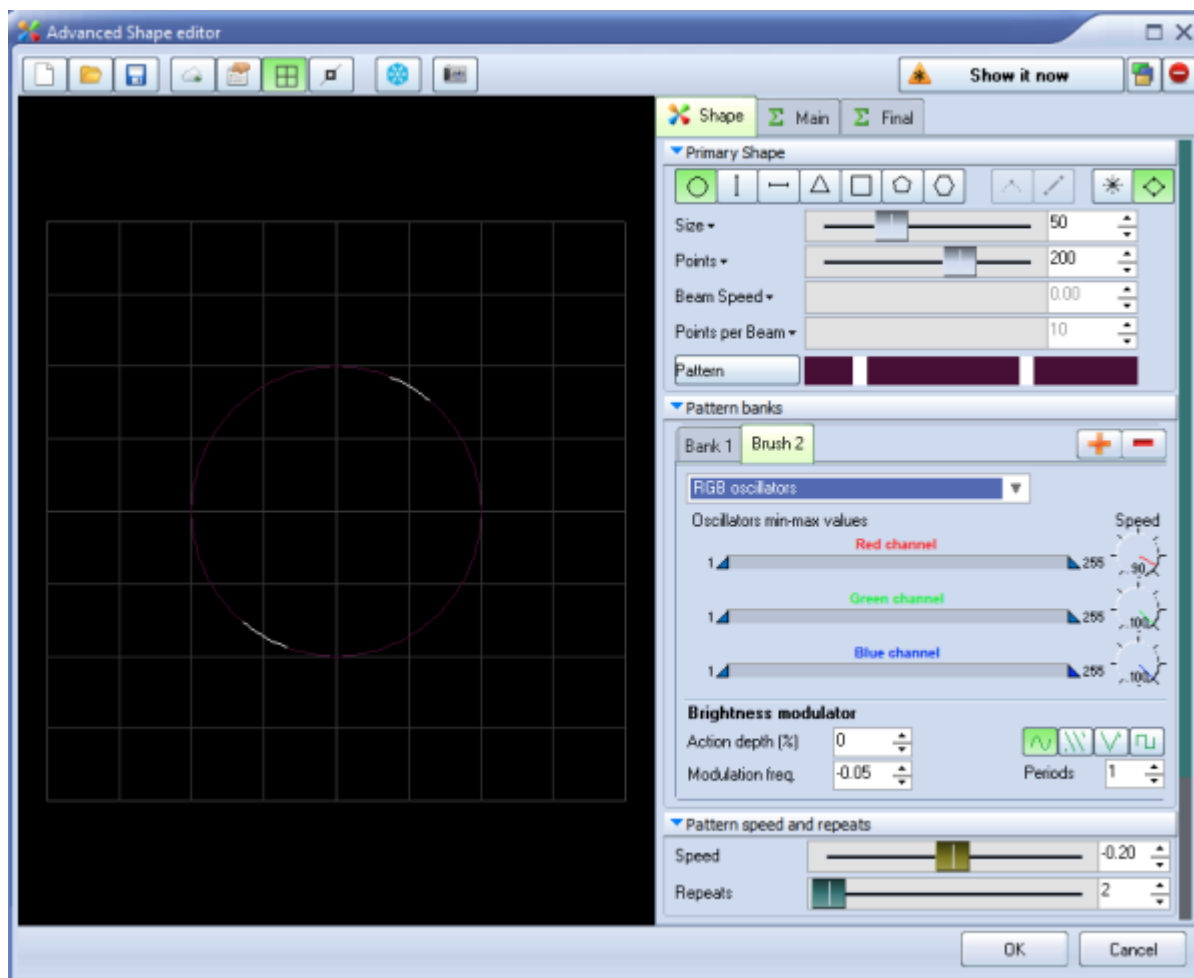 Advanced Shape editor
Show it now
Shape Main Final
Primary Shape
Size 50
Points 200
Beam Speed 0.00
Points per Beam 10
Pattern
Pattern banks
Bank 1 Brush 2
RGB oscillators
Oscillators min-max values Speed
Red channel
1 255 90
Green channel
1 255 100
Blue channel
1 255 100
Brightness modulator
Action depth (%) 0
Modulation freq. -0.05 Periods 1
Pattern speed and repeats
Speed -0.20
Repeats 2
OK Cancel